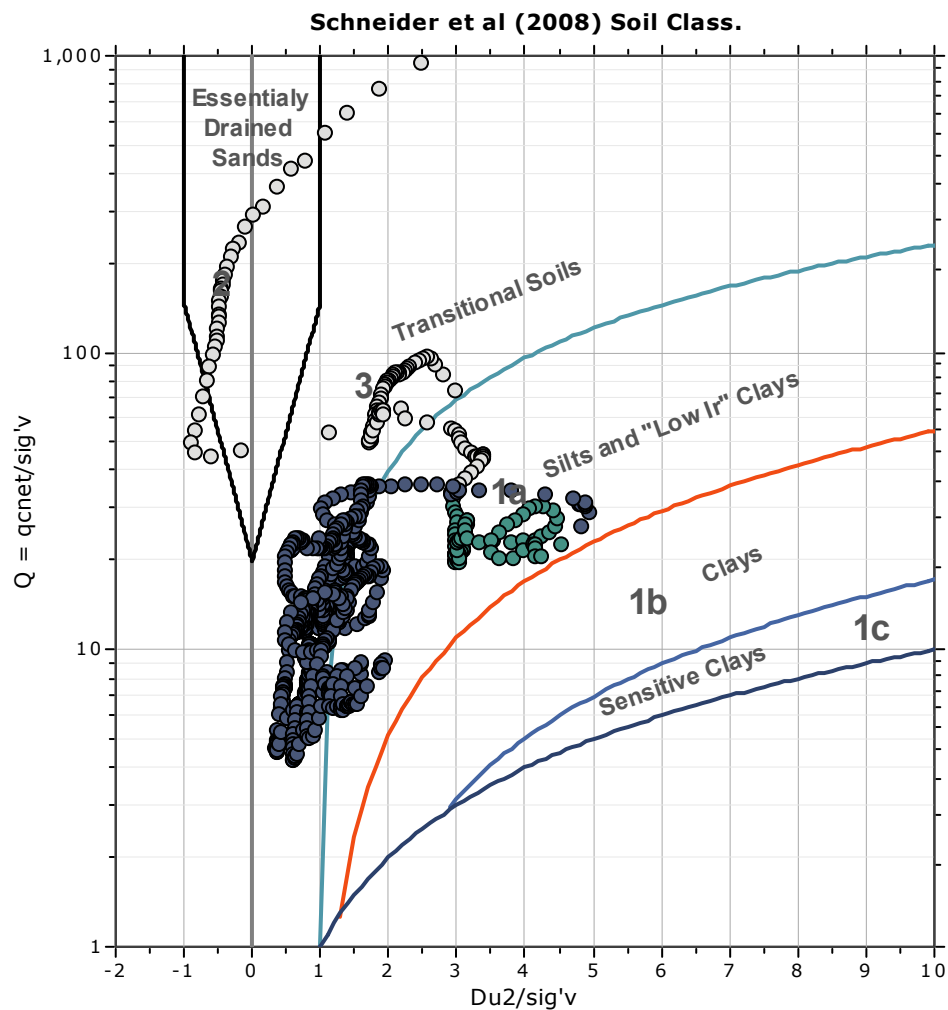 Schneider et al (2008) Soil Class.
1,000
Essentialy
Drained
Sands
2
Transitional Soils
100
3
Silts and "Low Ir" Clays
1a
Q = qcnet/sig'v
Clays
1b
1c
10
Sensitive Clays
1
-2 -1 0 1 2 3 4 5 6 7 8 9 10
Du2/sig'v